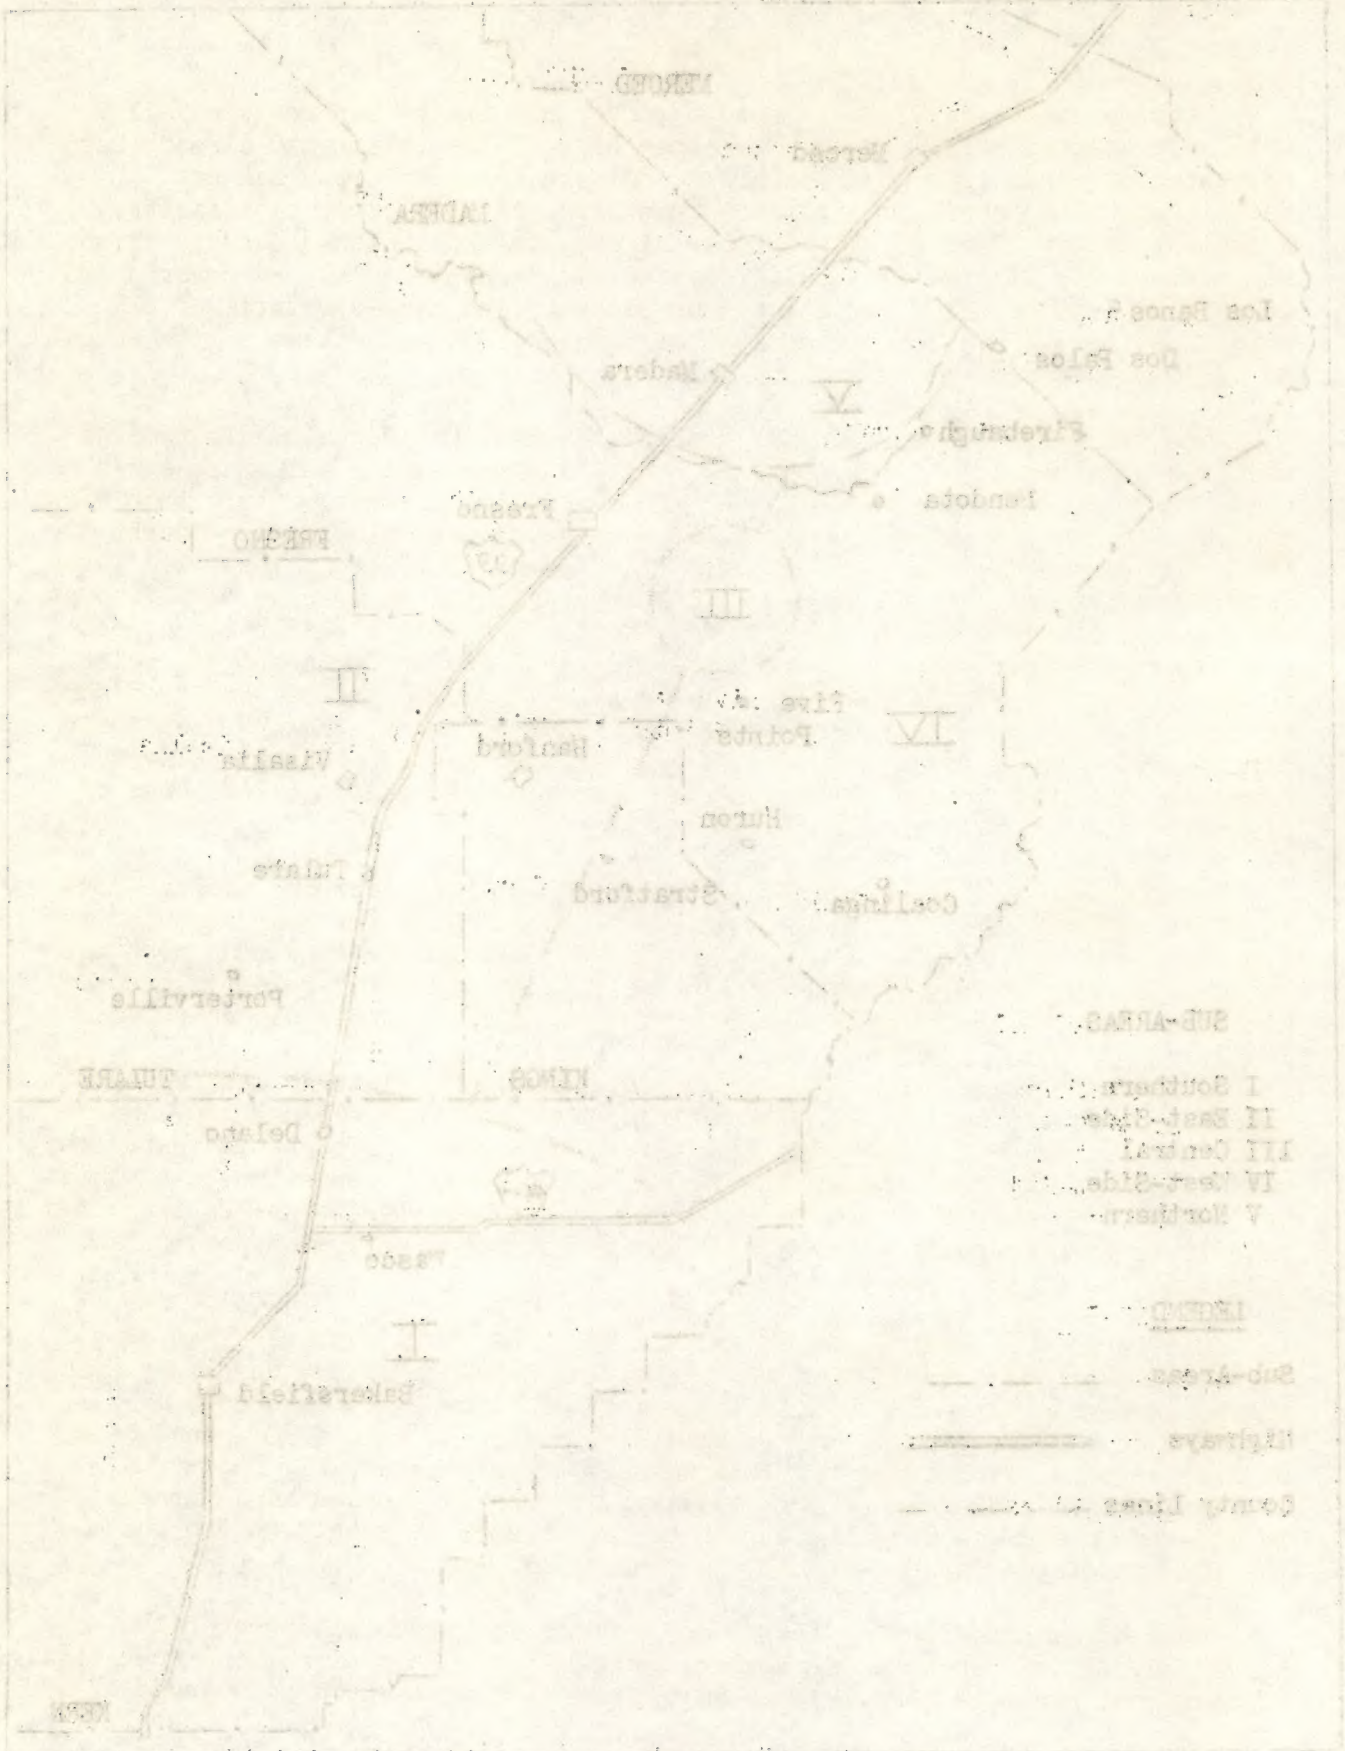 MERCED
Merced
MADERA
Los Banos
Dos Palos
Madera
V
Firebaugh
Mendota
Fresno
FRESNO
III
II
Five
Points
IV
Hanford
Visalia
Huron
Tulare
Stratford
Coalinga
Porterville
SUB-AREAS
KINGS
TULARE
I Southern
II East-Side
III Central
IV West-Side
V Northern
Delano
Wasco
LEGEND
I
Sub-Areas
Bakersfield
Highways
County Lines
KERN